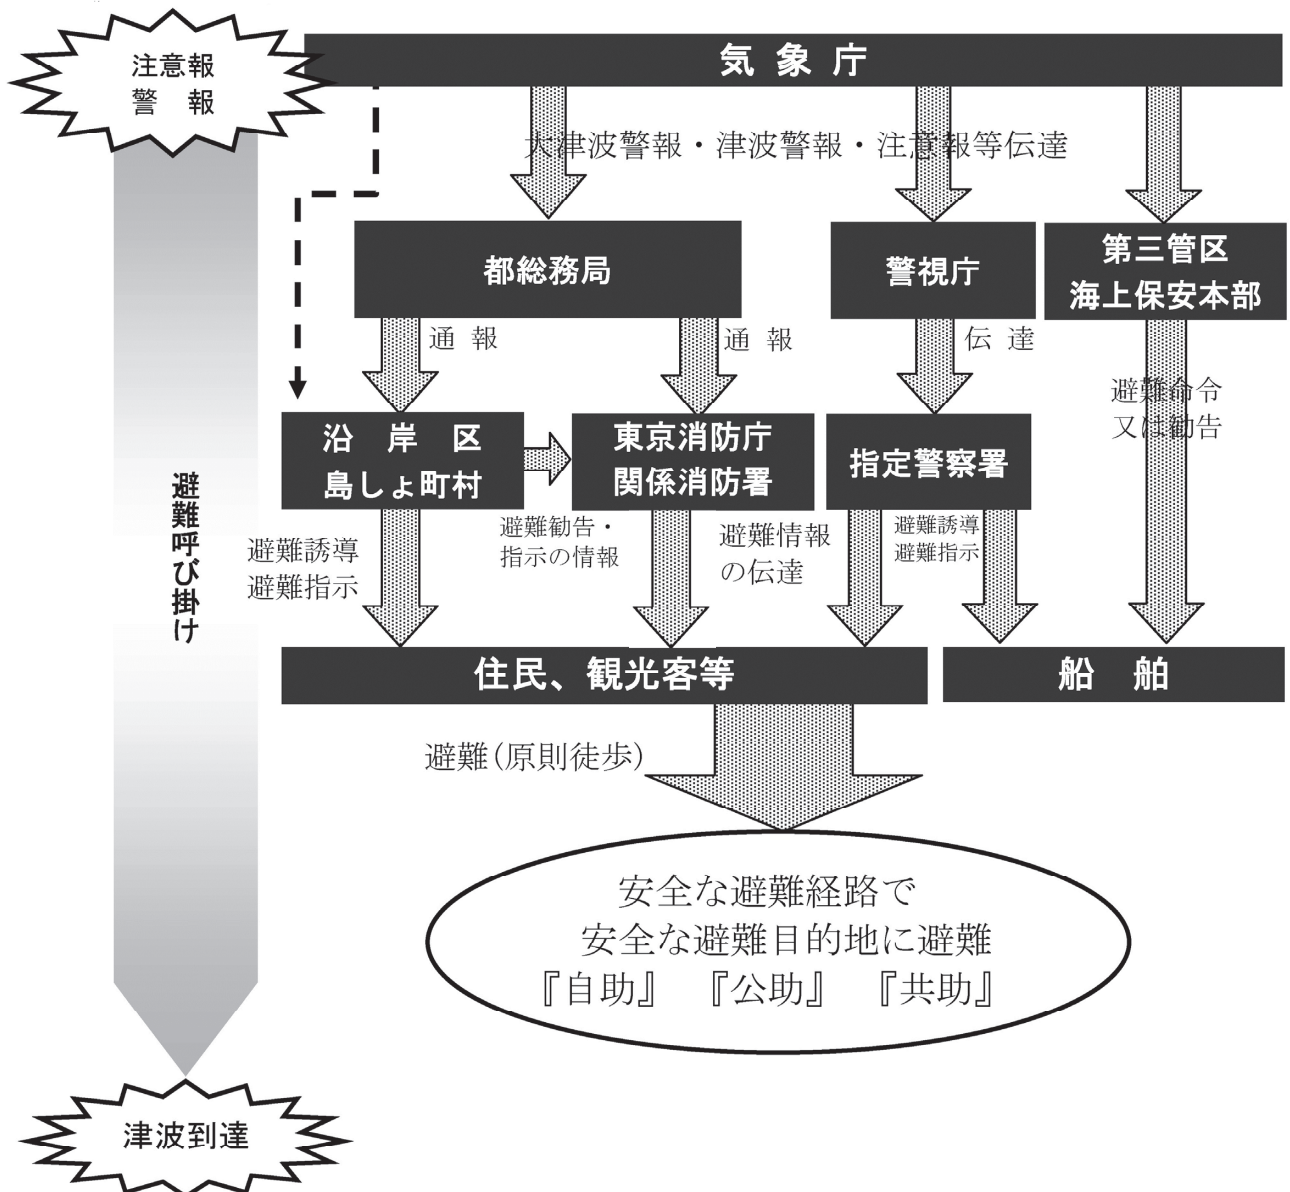 注意報
警　報
気 象 庁
大津波警報・津波警報・注意報等伝達
都総務局
警視庁
第三管区
海上保安本部
通 報
通 報
伝 達
避難命令
又は勧告
沿　岸　区
島しょ町村
東京消防庁
関係消防署
指定警察署
避難呼び掛け
避難誘導
避難指示
避難勧告・
指示の情報
避難情報
の伝達
避難誘導
避難指示
住民、観光客等
船　舶
避難(原則徒歩)
安全な避難経路で
安全な避難目的地に避難
『自助』　『公助』　『共助』
津波到達